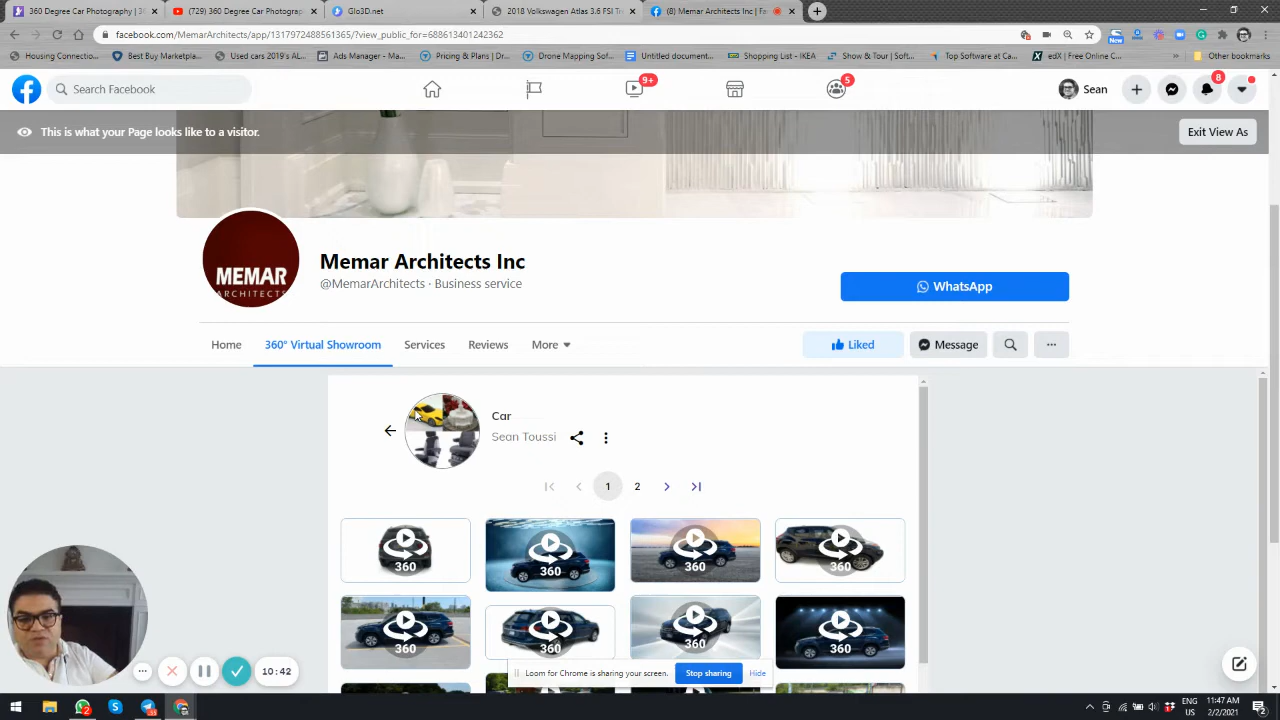 360 Degree Car Photography | 3
(729) 360 Degree Car Photograp
Glo3D.net
2018 Volkswagen Atlas 3.6 FSI Tr
(8) Memar Architects Inc | Fa
facebook.com/MemarArchitects/app/1317972488561365/?view_public_for=688613401242362
Housing Connectio...
Best Buy Marketpla...
Used cars 2019's Al...
Ads Manager - Ma...
Pricing & Pr - (Tim...
Untitled document...
Shopping List - IKEA
Show & Tour | Soft...
Top Software at Ca...
edX | Free Online C...
Other bookmarks
Search Facebook
9+
5
Sean
8
This is what your Page looks like to a visitor.
Exit View As
MEMAR
ARCHITECTS
Memar Architects Inc
@MemarArchitects · Business service
WhatsApp
Home
360° Virtual Showroom
Services
Reviews
More
Liked
Message
Car
Sean Toussi
1
2
360
360
360
360
360
360
360
360
10:42
Loom for Chrome is sharing your screen.
Stop sharing
Hide
ENG
US
11:47 AM
2/2/2021